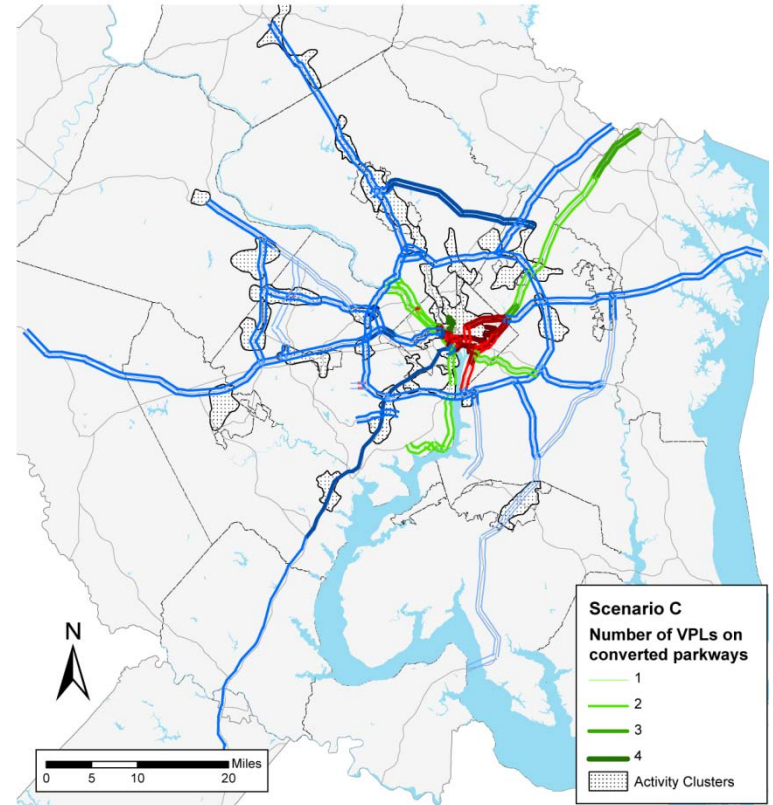 N
Miles
0 5 10 20
Scenario C
Number of VPLs on
converted parkways
1
2
3
4
Activity Clusters